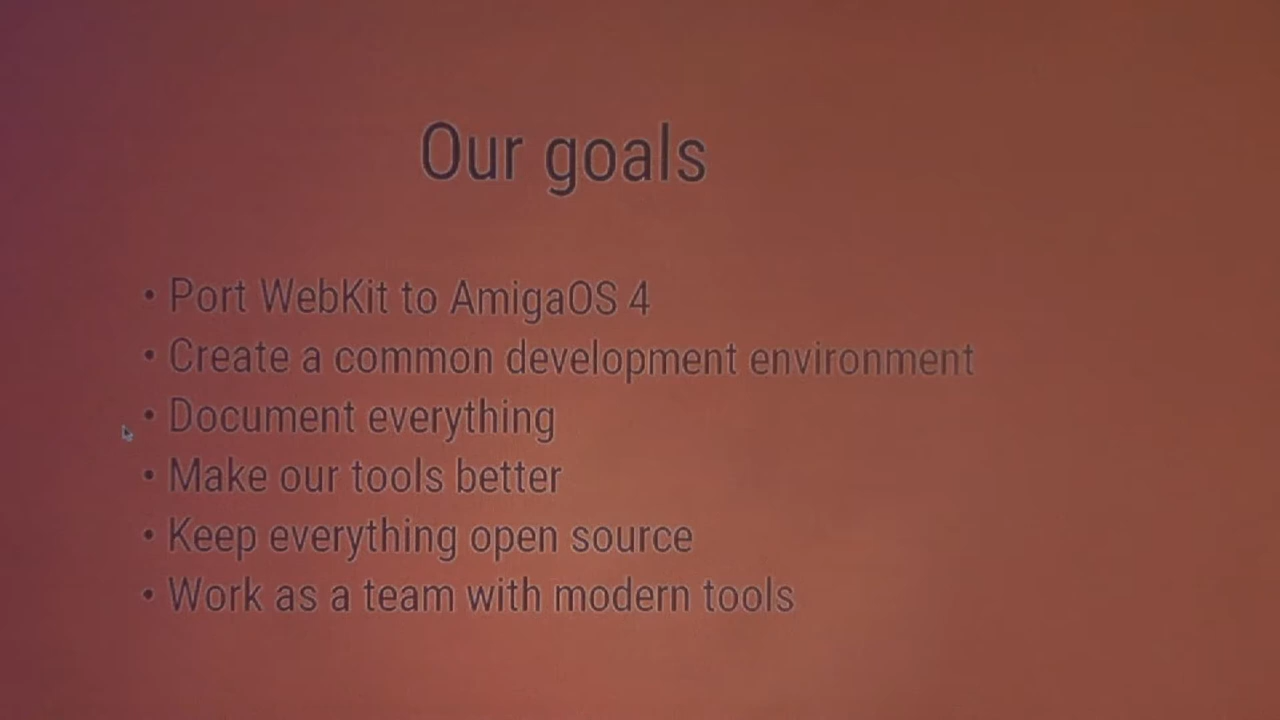 Our goals
• Port WebKit to AmigaOS 4
• Create a common development environment
• Document everything
• Make our tools better
• Keep everything open source
• Work as a team with modern tools